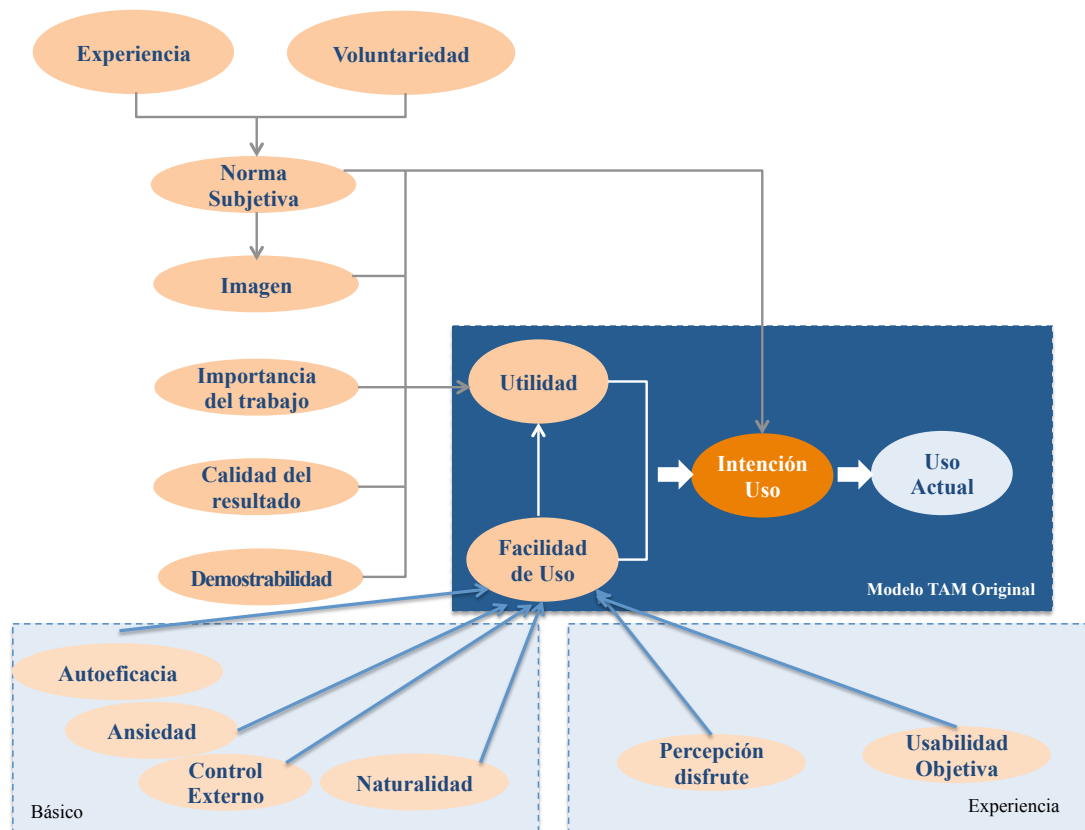 Experiencia
Voluntariedad
Norma
Subjetiva
Imagen
Importancia
del trabajo
Utilidad
Calidad del
resultado
Intención
Uso
Uso
Actual
Demostrabilidad
Facilidad
de Uso
Modelo TAM Original
Autoeficacia
Ansiedad
Control
Externo
Naturalidad
Básico
Percepción
disfrute
Usabilidad
Objetiva
Experiencia